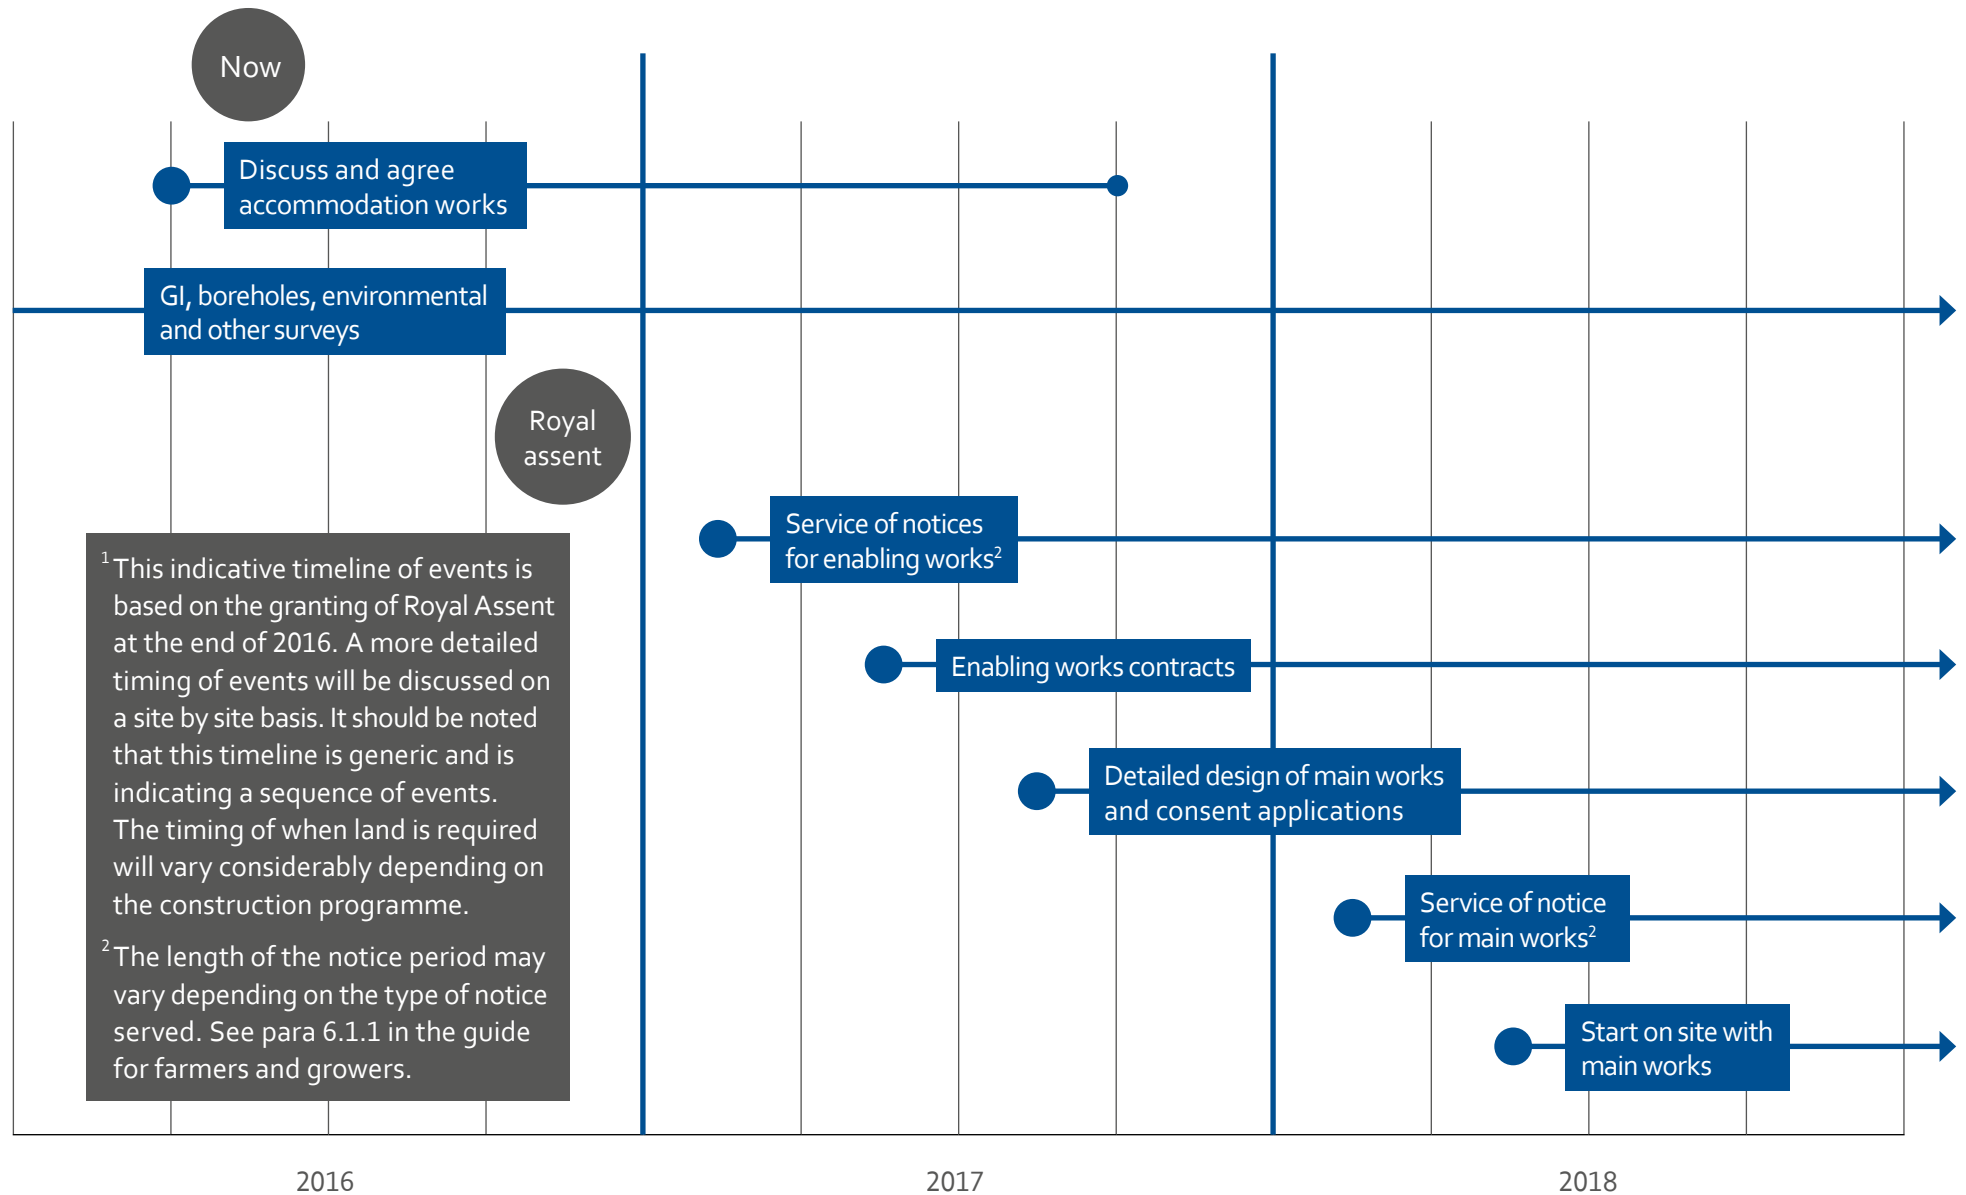 Now
Discuss and agree
accommodation works
GI, boreholes, environmental
and other surveys
Royal
assent
Service of notices
for enabling works²
Enabling works contracts
Detailed design of main works
and consent applications
Service of notice
for main works²
Start on site with
main works
¹ This indicative timeline of events is
based on the granting of Royal Assent
at the end of 2016. A more detailed
timing of events will be discussed on
a site by site basis. It should be noted
that this timeline is generic and is
indicating a sequence of events.
The timing of when land is required
will vary considerably depending on
the construction programme.
² The length of the notice period may
vary depending on the type of notice
served. See para 6.1.1 in the guide
for farmers and growers.
2016
2017
2018